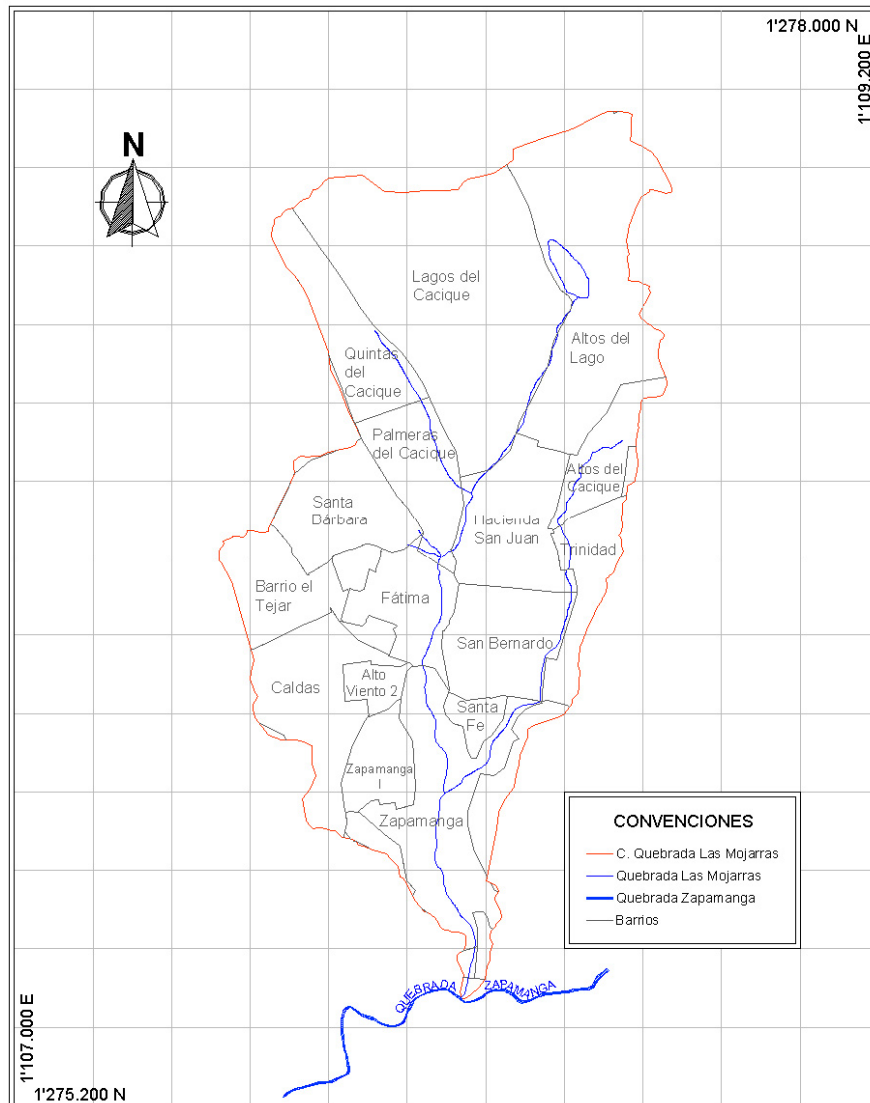 1'278.000 N
1'109.200 E
N
Lagos del
Cacique
Altos del
Lago
Quintas
del
Cacique
Palmeras
del Cacique
Altos del
Cacique
Santa
Bárbara
Hacienda
San Juan
Trinidad
Barrio el
Tejar
Fátima
San Bernardo
Caldas
Alto
Viento 2
Santa
Fe
Zapamanga
I
Zapamanga
CONVENCIONES
C. Quebrada Las Mojarras
Quebrada Las Mojarras
Quebrada Zapamanga
Barrios
QUEBRADA ZAPAMANGA
1'107.000 E
1'275.200 N